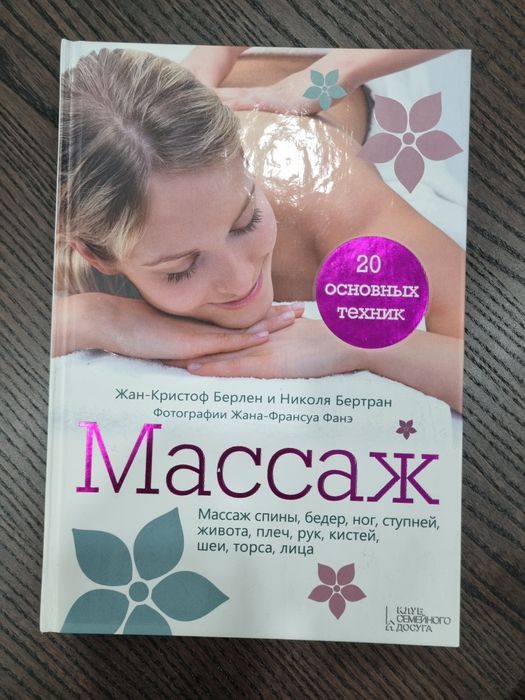 20
основных
техник
Жан-Кристоф Берлен и Николя Бертран
Фотографии Жана-Франсуа Фанэ
Массаж
Массаж спины, бедер, ног, ступней,
живота, плеч, рук, кистей,
шеи, торса, лица
КЛУБ
СЕМЕЙНОГО
ДОСУГА